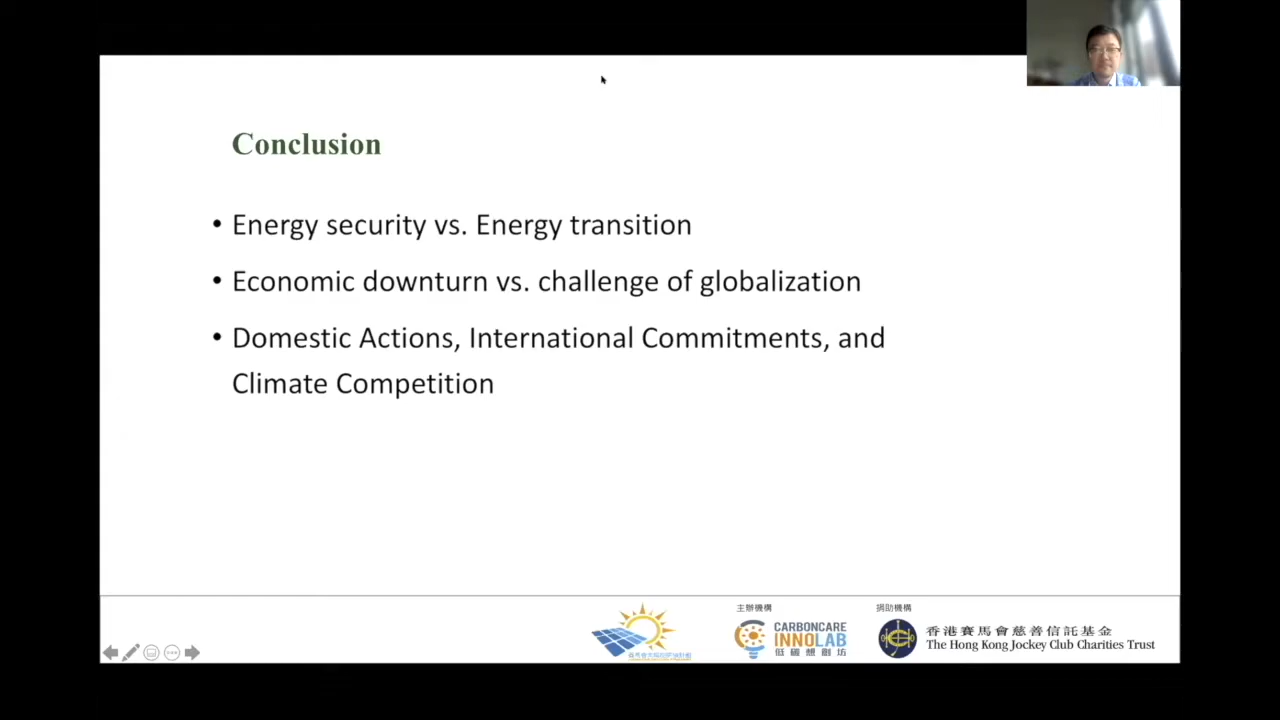 Conclusion
• Energy security vs. Energy transition
• Economic downturn vs. challenge of globalization
• Domestic Actions, International Commitments, and
Climate Competition
主辦機構
CARBONCARE
INNOLAB
低碳想創坊
捐助機構
香港賽馬會慈善信託基金
The Hong Kong Jockey Club Charities Trust